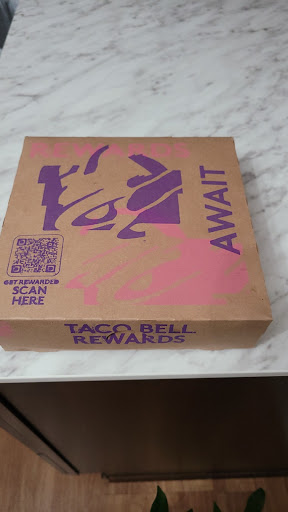 REWARDS
AWAIT
GET REWARDED
SCAN
HERE
TACO BELL
REWARDS